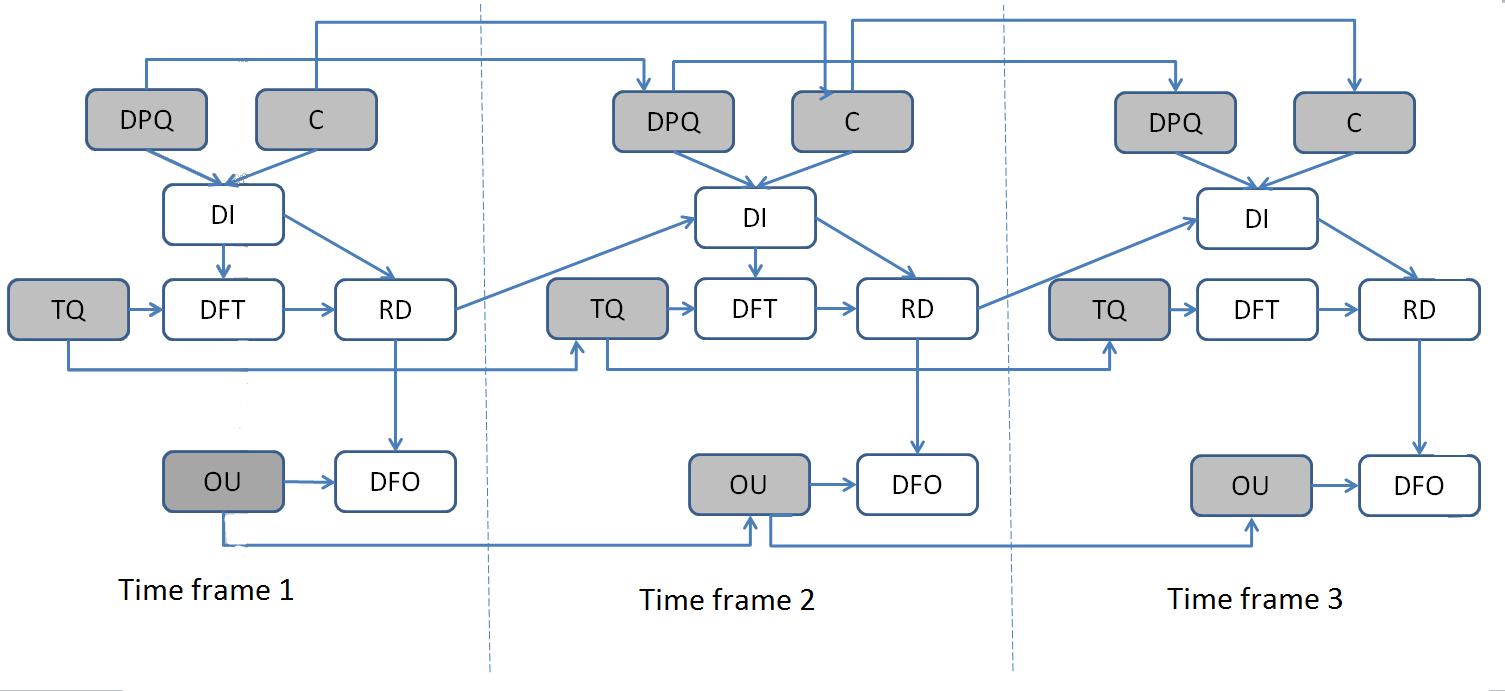 DPQ C DPQ C DPQ C
DI DI DI
TQ DFT RD TQ DFT RD TQ DFT RD
OU DFO OU DFO OU DFO
Time frame 1 Time frame 2 Time frame 3